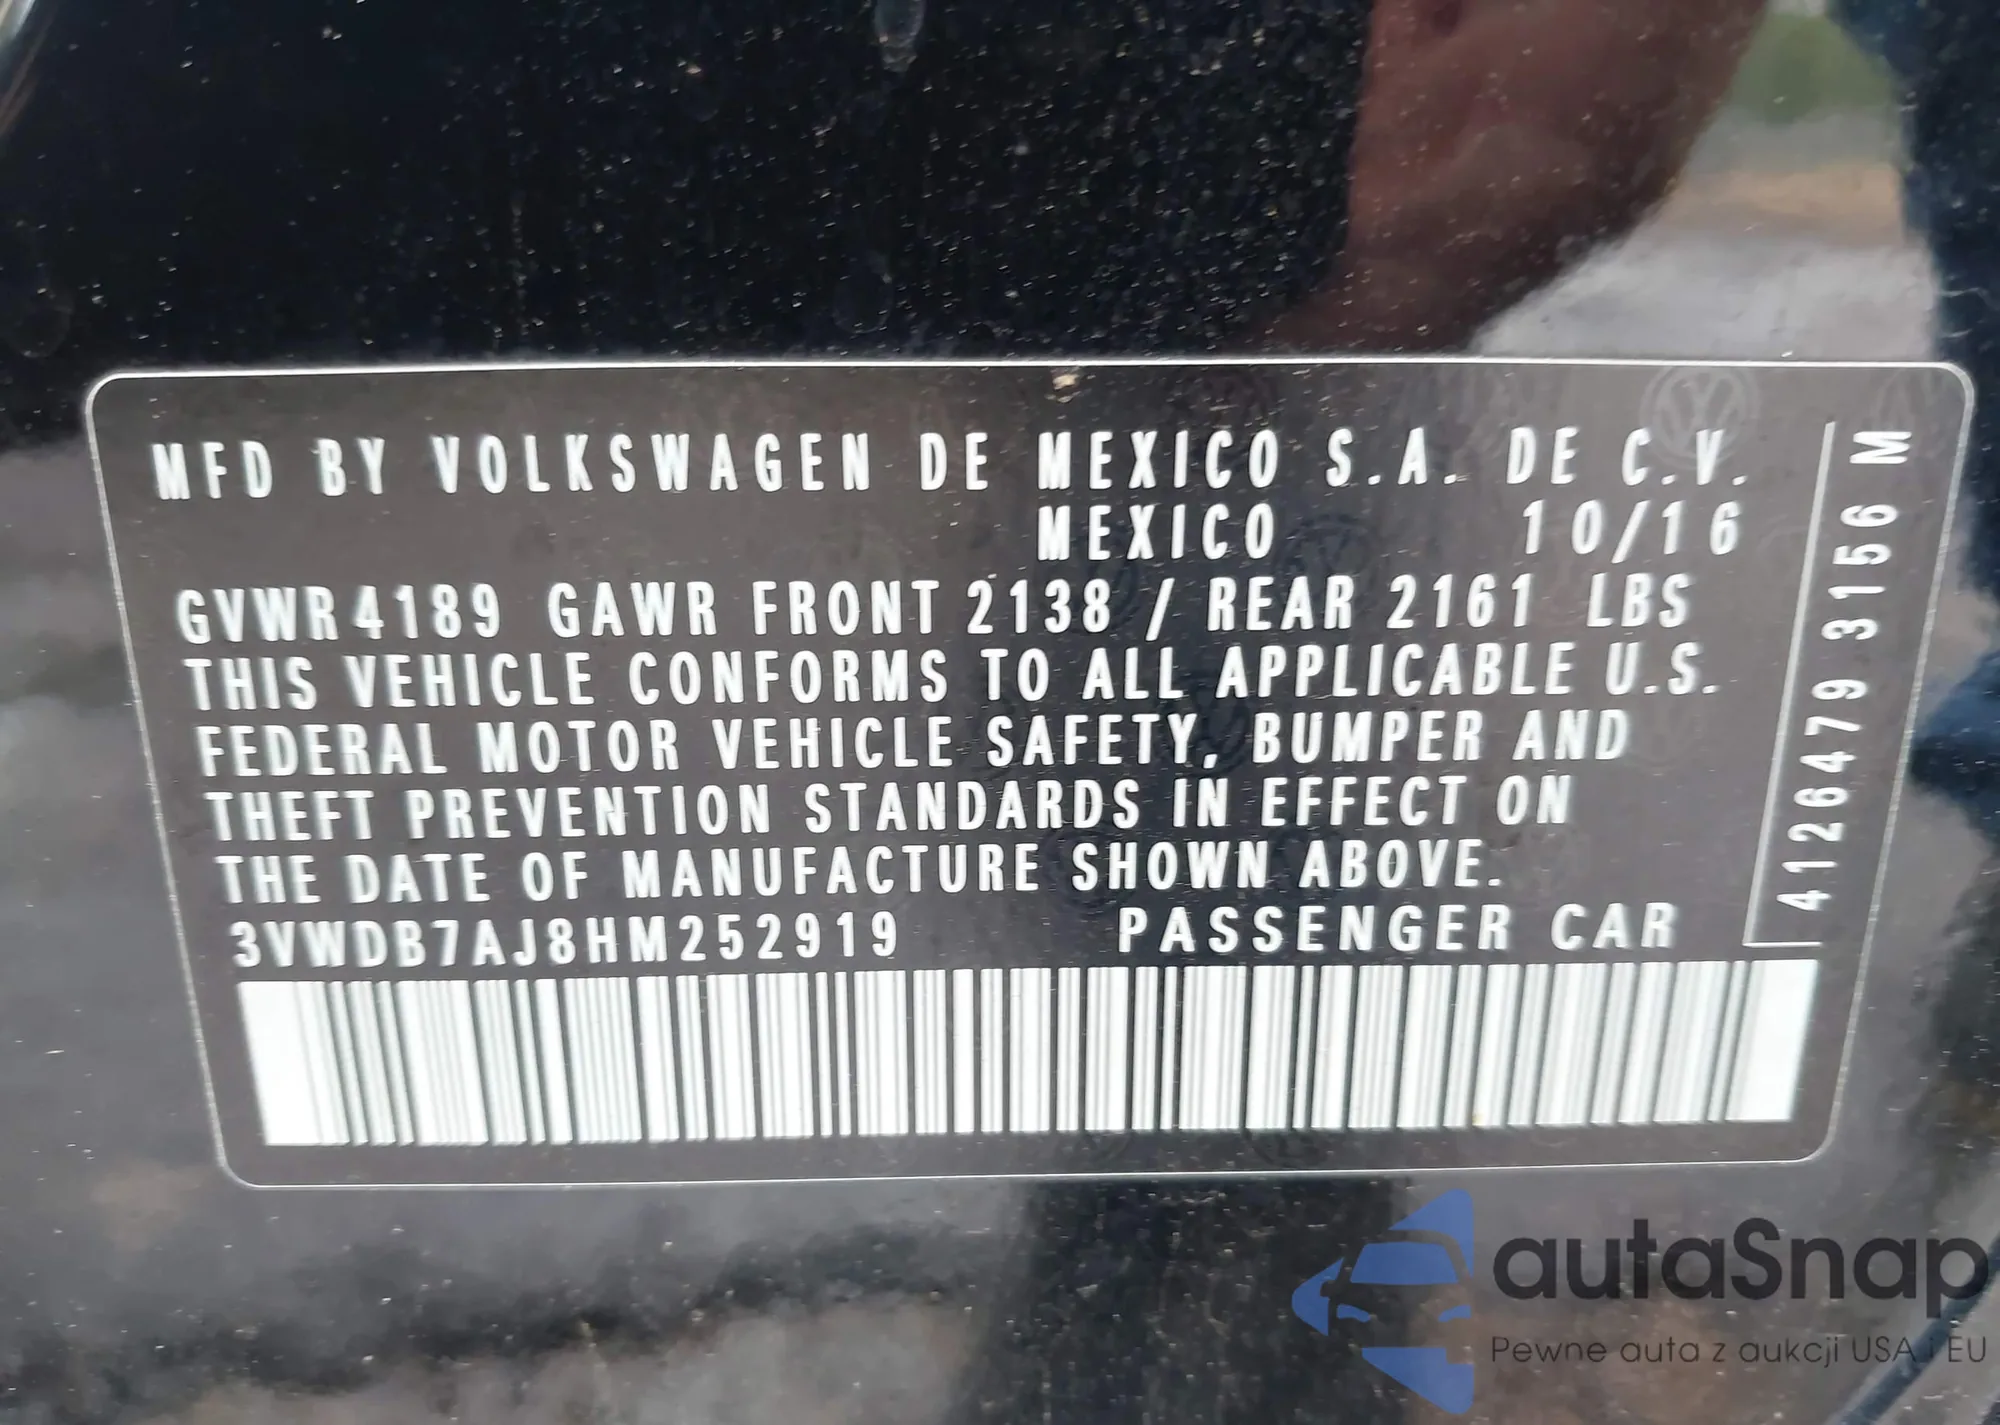 MFD BY VOLKSWAGEN DE MEXICO S.A. DE C.V.
MEXICO 10/16
GVWR 4189 GAWR FRONT 2138 / REAR 2161 LBS
THIS VEHICLE CONFORMS TO ALL APPLICABLE U.S.
FEDERAL MOTOR VEHICLE SAFETY, BUMPER AND
THEFT PREVENTION STANDARDS IN EFFECT ON
THE DATE OF MANUFACTURE SHOWN ABOVE.
3VWDB7AJ8HM252919 PASSENGER CAR
4126479 3156 M
autaSnap
Pewne auta z aukcji USA i EU